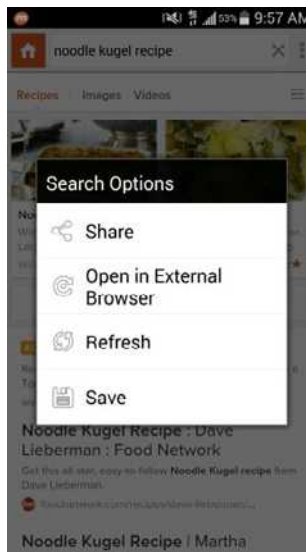 53% 9:57 AM
noodle kugel recipe
Recipes Images Videos
Search Options
Share
Open in External
Browser
Refresh
Save
Noodle Kugel Recipe : Dave
Lieberman : Food Network
Get this all-star, easy-to-follow Noodle Kugel recipe from
Dave Lieberman.
Noodle Kugel Recipe | Martha